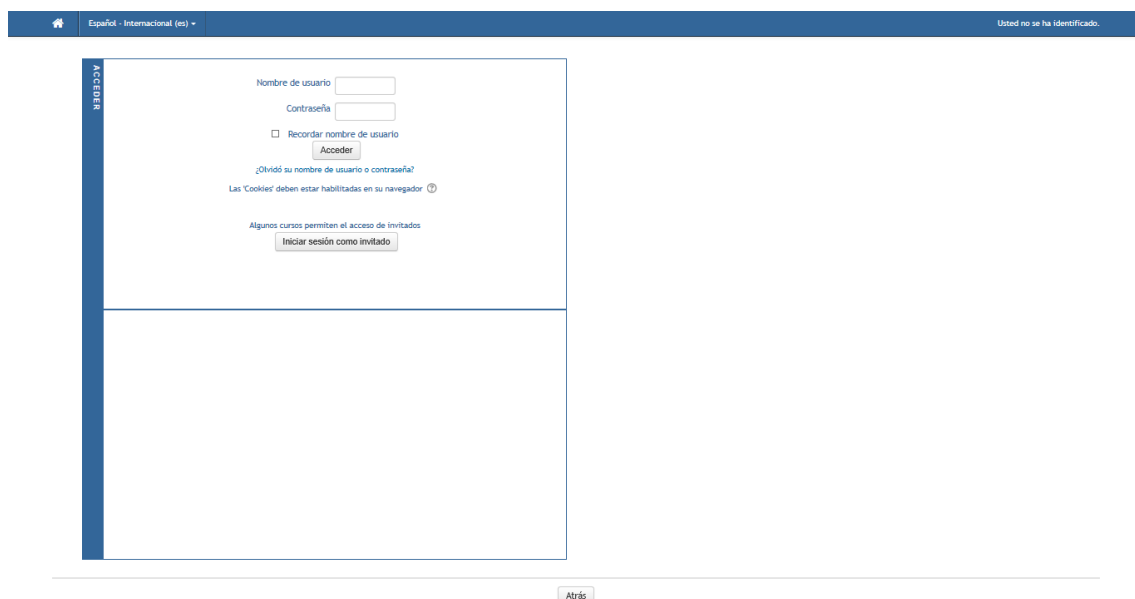 Español - Internacional (es)
Usted no se ha identificado.
ACCEDER
Nombre de usuario
Contraseña
Recordar nombre de usuario
Acceder
¿Olvidó su nombre de usuario o contraseña?
Las 'Cookies' deben estar habilitadas en su navegador ?
Algunos cursos permiten el acceso de invitados
Iniciar sesión como invitado
Atrás